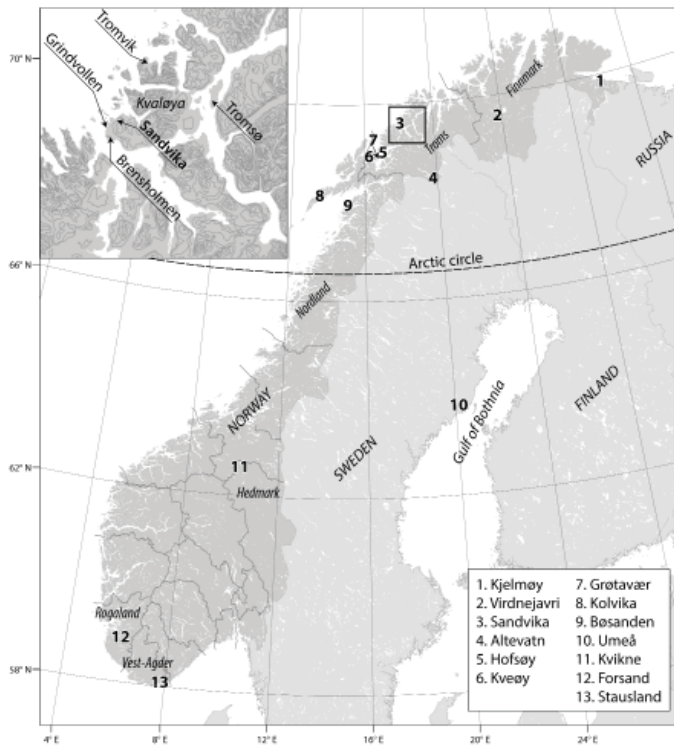 Tromvik
Grindvollen
Kvaløya
Sandvika
Tromsø
Brensholmen
70° N
66° N
62° N
58° N
Finnmark
1
2
3
Troms
7
6
5
4
8
9
RUSSIA
Arctic circle
Nordland
NORWAY
10
Gulf of Bothnia
FINLAND
SWEDEN
11
Hedmark
Rogaland
12
Vest-Agder
13
1. Kjelmøy
2. Virdnejavri
3. Sandvika
4. Altevatn
5. Hofsøy
6. Kveøy
7. Grøtavær
8. Kolvika
9. Bøsanden
10. Umeå
11. Kvikne
12. Forsand
13. Stausland
4° E
8° E
12° E
16° E
20° E
24° E